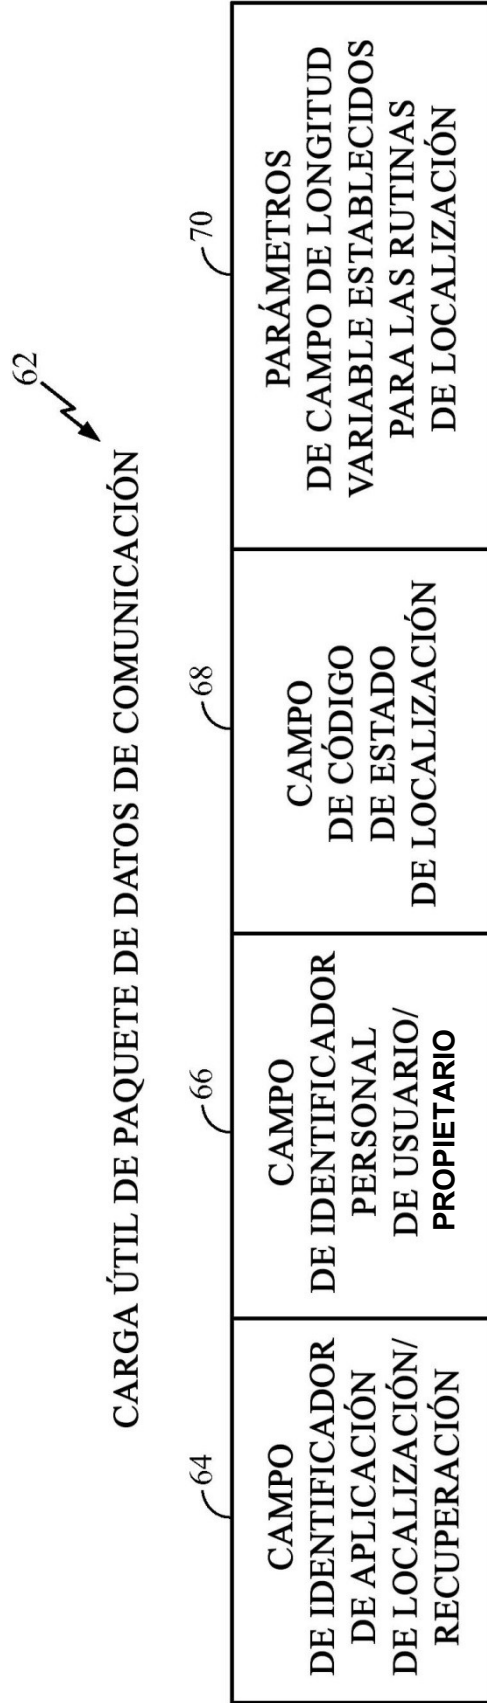 62
CARGA ÚTIL DE PAQUETE DE DATOS DE COMUNICACIÓN
64
CAMPO
DE IDENTIFICADOR
DE APLICACIÓN
DE LOCALIZACIÓN/
RECUPERACIÓN
66
CAMPO
DE IDENTIFICADOR
PERSONAL
DE USUARIO/
PROPIETARIO
68
CAMPO
DE CÓDIGO
DE ESTADO
DE LOCALIZACIÓN
70
PARÁMETROS
DE CAMPO DE LONGITUD
VARIABLE ESTABLECIDOS
PARA LAS RUTINAS
DE LOCALIZACIÓN